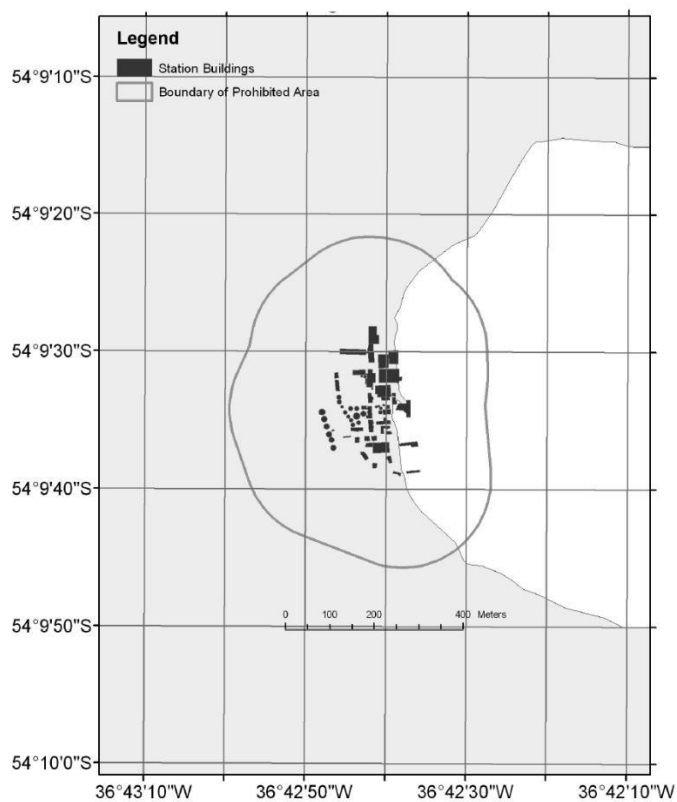 Legend
Station Buildings
Boundary of Prohibited Area
54°9'10"S
54°9'20"S
54°9'30"S
54°9'40"S
54°9'50"S
0 100 200 400 Meters
54°10'0"S
36°43'10"W 36°42'50"W 36°42'30"W 36°42'10"W